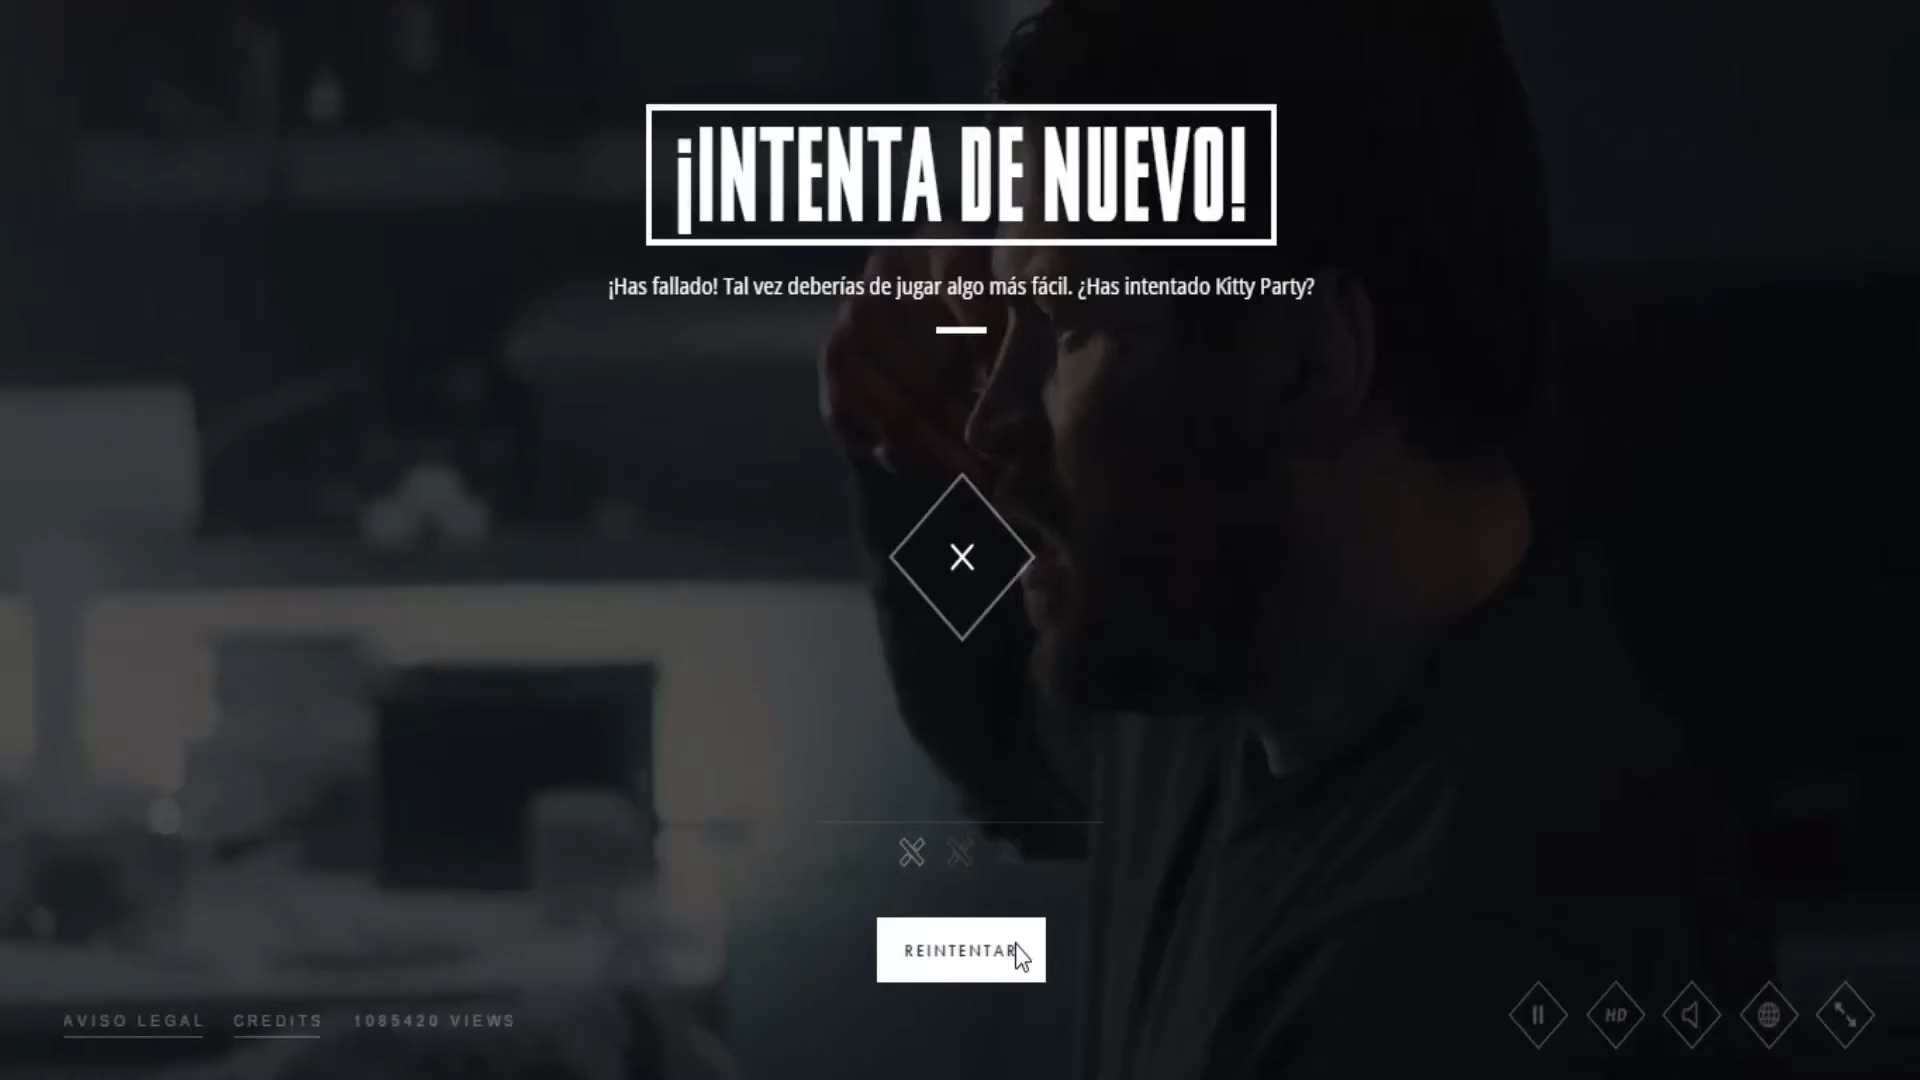 ¡INTENTA DE NUEVO!
¡Has fallado! Tal vez deberías de jugar algo más fácil. ¿Has intentado Kitty Party?
REINTENTAR
AVISO LEGAL CREDITS 1085420 VIEWS
HD